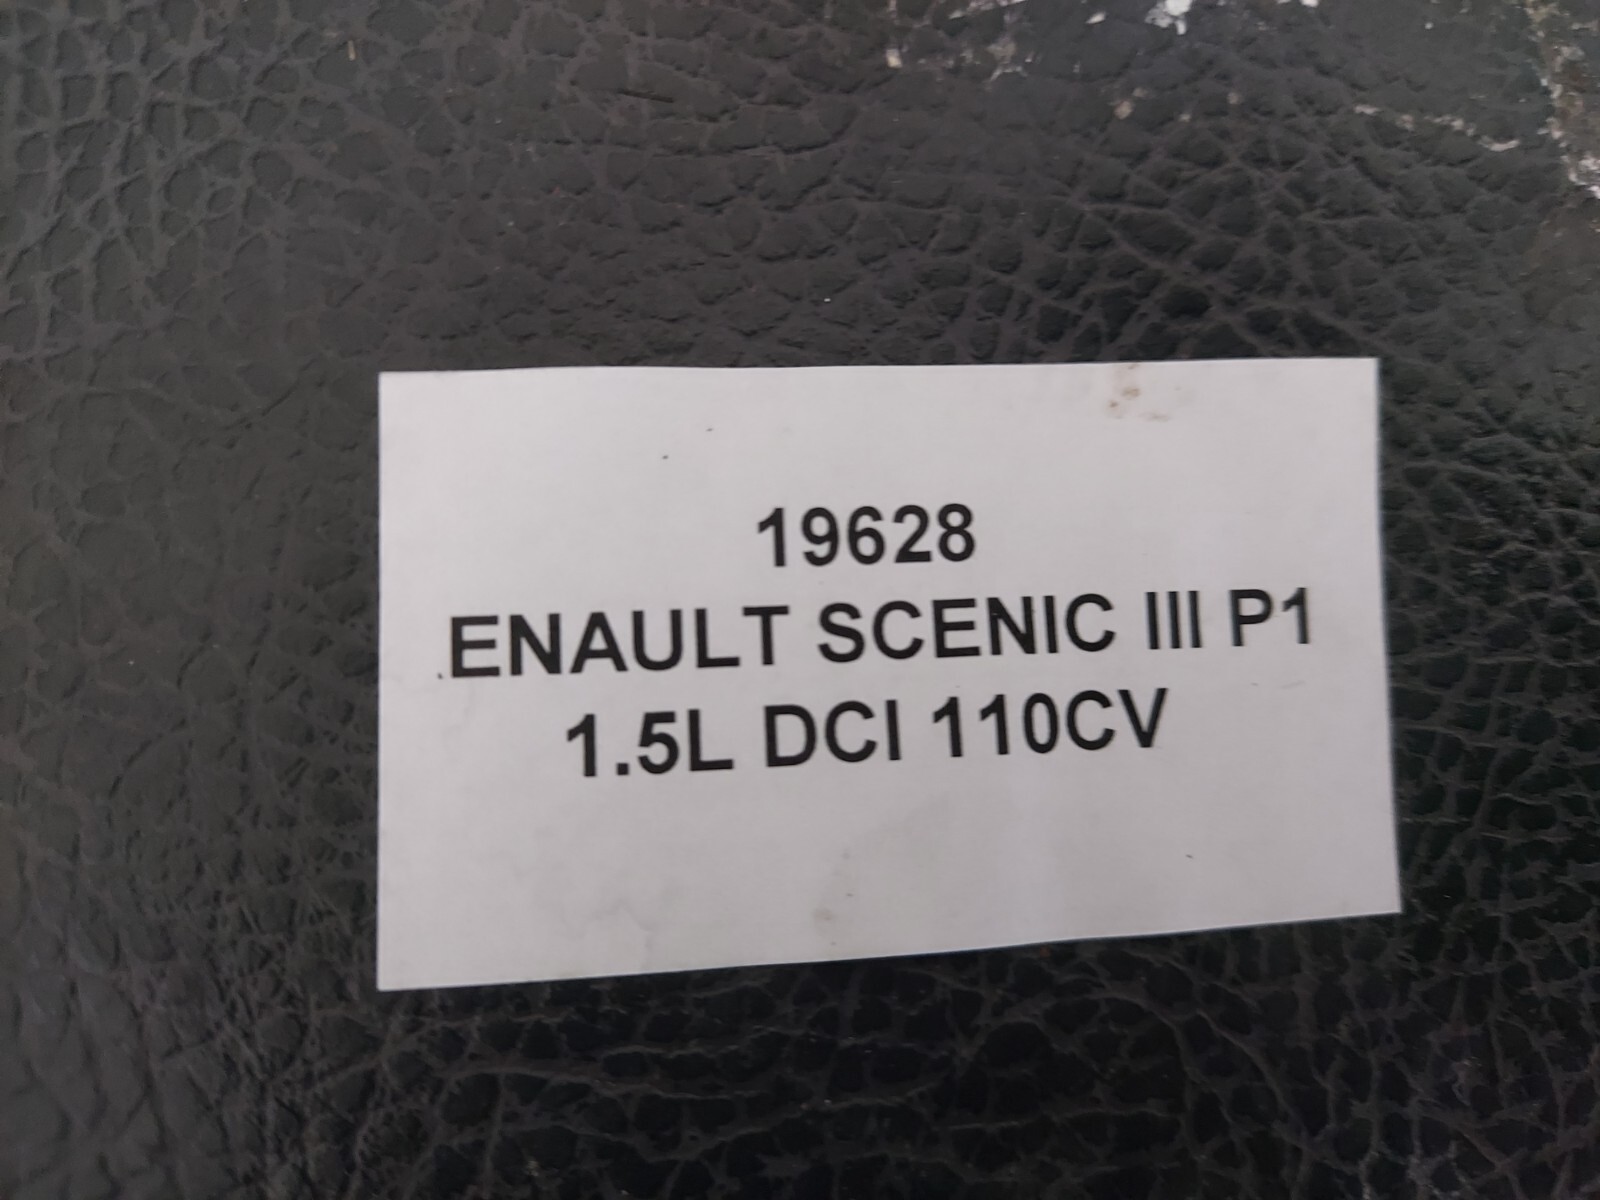 19628
ENAULT SCENIC III P1
1.5L DCI 110CV